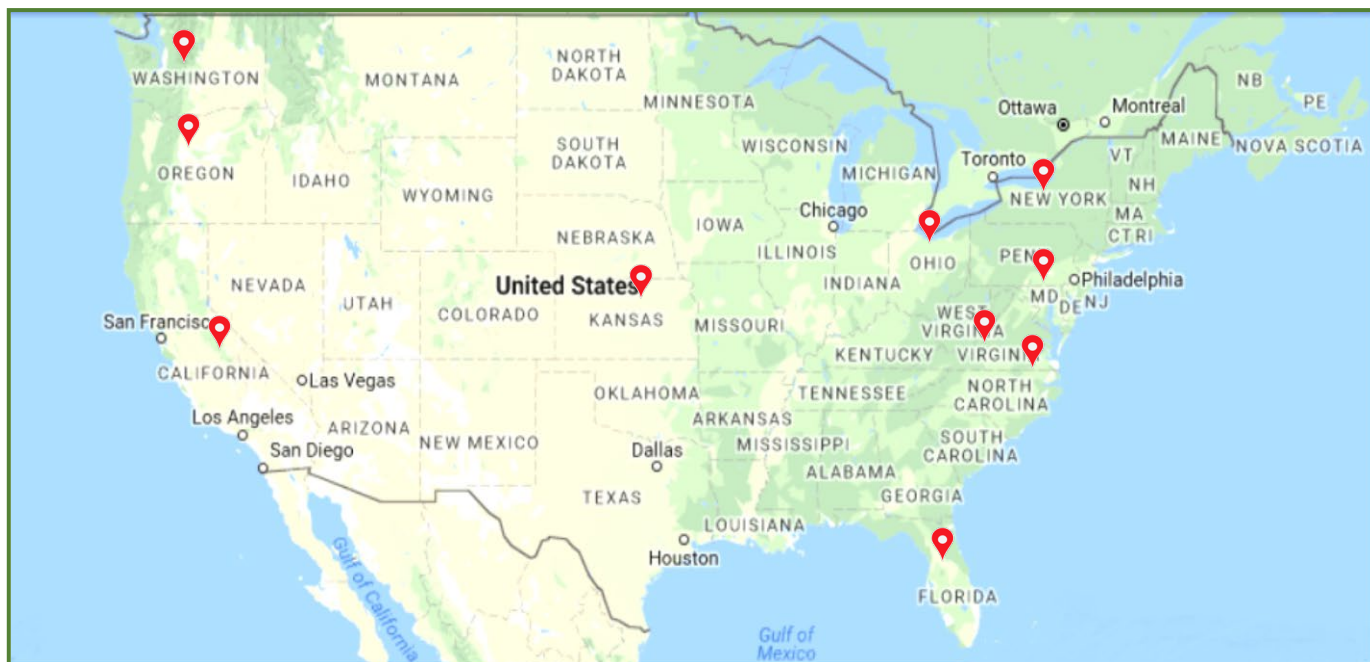 WASHINGTON
MONTANA
NORTH
DAKOTA
MINNESOTA
SOUTH
DAKOTA
WISCONSIN
MICHIGAN
Ottawa
Montreal
NB
PE
MAINE
NOVA SCOTIA
VT
NH
Toronto
NEW YORK
MA
CT RI
OREGON
IDAHO
WYOMING
IOWA
Chicago
NEBRASKA
ILLINOIS
INDIANA
OHIO
PEN
Philadelphia
MD
DE
NJ
United States
NEVADA
UTAH
COLORADO
KANSAS
MISSOURI
WEST
VIRGINIA
KENTUCKY
VIRGINI
San Francisc
CALIFORNIA
Las Vegas
Los Angeles
San Diego
ARIZONA
NEW MEXICO
OKLAHOMA
ARKANSAS
TENNESSEE
NORTH
CAROLINA
MISSISSIPPI
SOUTH
CAROLINA
Dallas
ALABAMA
GEORGIA
TEXAS
LOUISIANA
Houston
FLORIDA
Gulf of California
Gulf of
Mexico